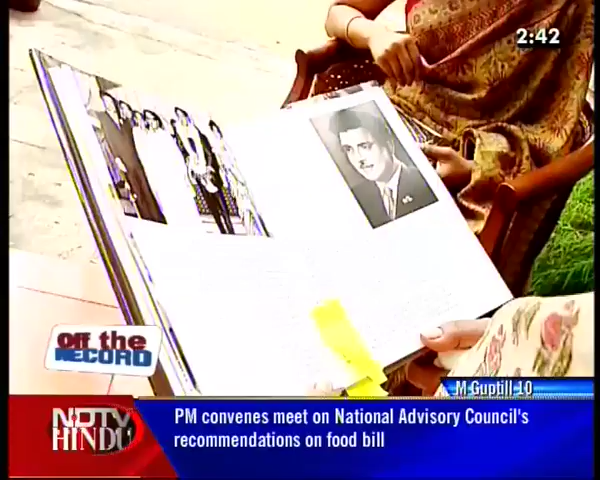 2:42
Off the
RECORD
M Guptill 10
NDTV
HINDU
PM convenes meet on National Advisory Council's
recommendations on food bill